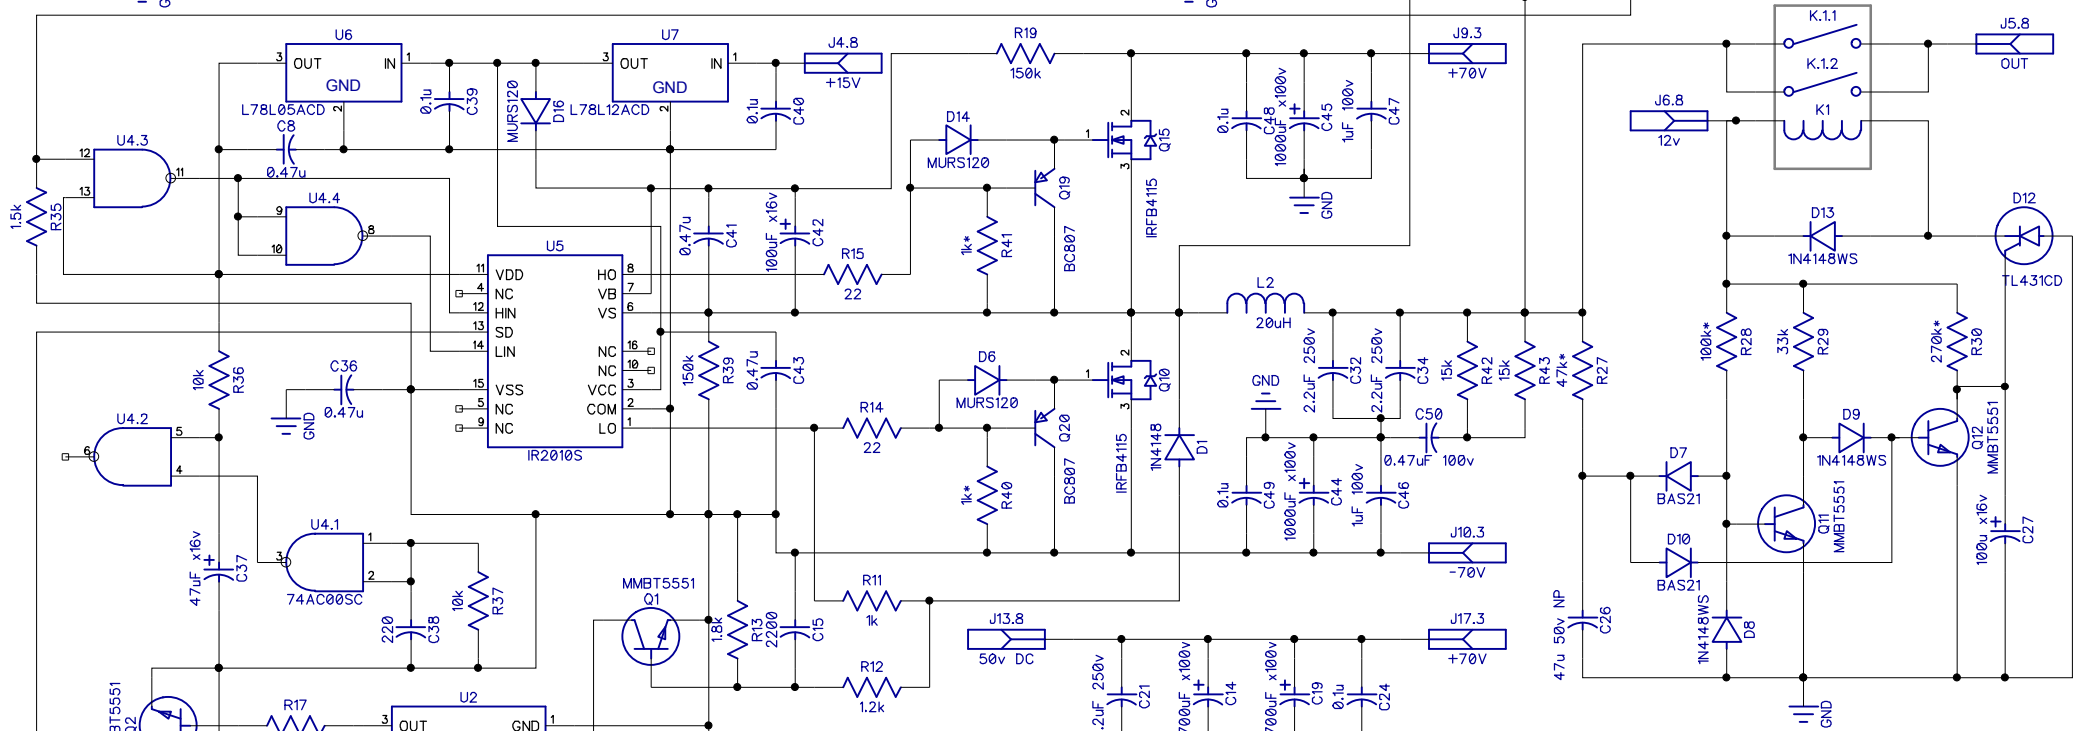 G
G
U6
3
OUT
IN
1
GND
L78L05ACD
2
0.1u
C39
MURS120
D16
U7
3
OUT
IN
1
GND
L78L12ACD
2
J4.8
+15V
0.1u
C40
R19
150k
J9.3
+70V
0.1u
C48
1000uF x100v
C45
1uF 100v
C47
GND
K.1.1
K.1.2
K1
J5.8
OUT
J6.8
12v
U4.3
12
13
11
C8
0.47u
1.5k
R35
U4.4
9
10
8
D14
MURS120
1
2
3
Q15
IRFB4115
Q19
BC807
1k*
R41
0.47u
C41
100uF x16v
C42
R15
22
D13
1N4148WS
D12
TL431CD
U5
11
VDD
4
NC
12
HIN
13
SD
14
LIN
15
VSS
5
NC
9
NC
HO
8
VB
7
VS
6
NC
16
NC
10
VCC
3
COM
2
LO
1
IR2010S
L2
20uH
10k
R36
C36
0.47u
GND
150k
R39
0.47u
C43
D6
MURS120
1
2
3
Q10
IRFB4115
Q20
BC807
1k*
R40
R14
22
1N4148
D1
GND
2.2uF 250v
C32
2.2uF 250v
C34
15k
R42
15k
R43
47k*
R27
C50
0.47uF 100v
0.1u
C49
1000uF x100v
C44
1uF 100v
C46
J10.3
-70V
100k*
R28
33k
R29
270k*
R30
D9
1N4148WS
Q12
MMBT5551
D7
BAS21
D10
BAS21
Q11
MMBT5551
100u x16v
C27
47u 50v NP
C26
1N4148WS
D8
GND
U4.2
5
4
6
U4.1
1
2
3
74AC00SC
47uF x16v
C37
220
C38
10k
R37
MMBT5551
Q1
1.8k
R13
2200
C15
R11
1k
R12
1.2k
J13.8
50v DC
J17.3
+70V
.2uF 250v
C21
700uF x100v
C14
700uF x100v
C19
0.1u
C24
BT5551
Q2
R17
U2
3
OUT
GND
1